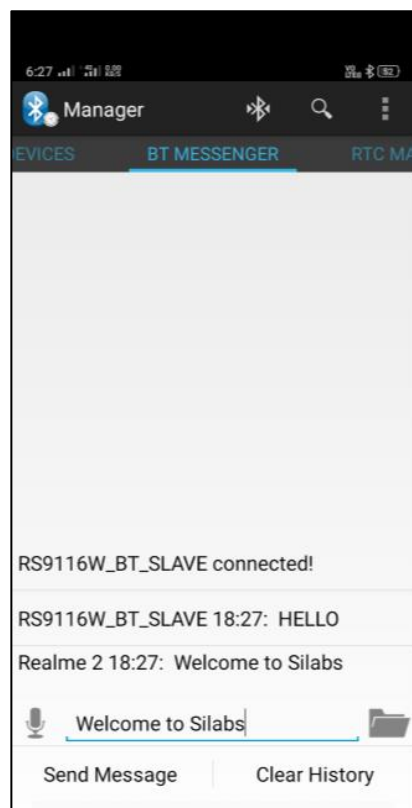 6:27
82
Manager
EVICES BT MESSENGER RTC MA
RS9116W_BT_SLAVE connected!
RS9116W_BT_SLAVE 18:27: HELLO
Realme 2 18:27: Welcome to Silabs
Welcome to Silabs
Send Message Clear History